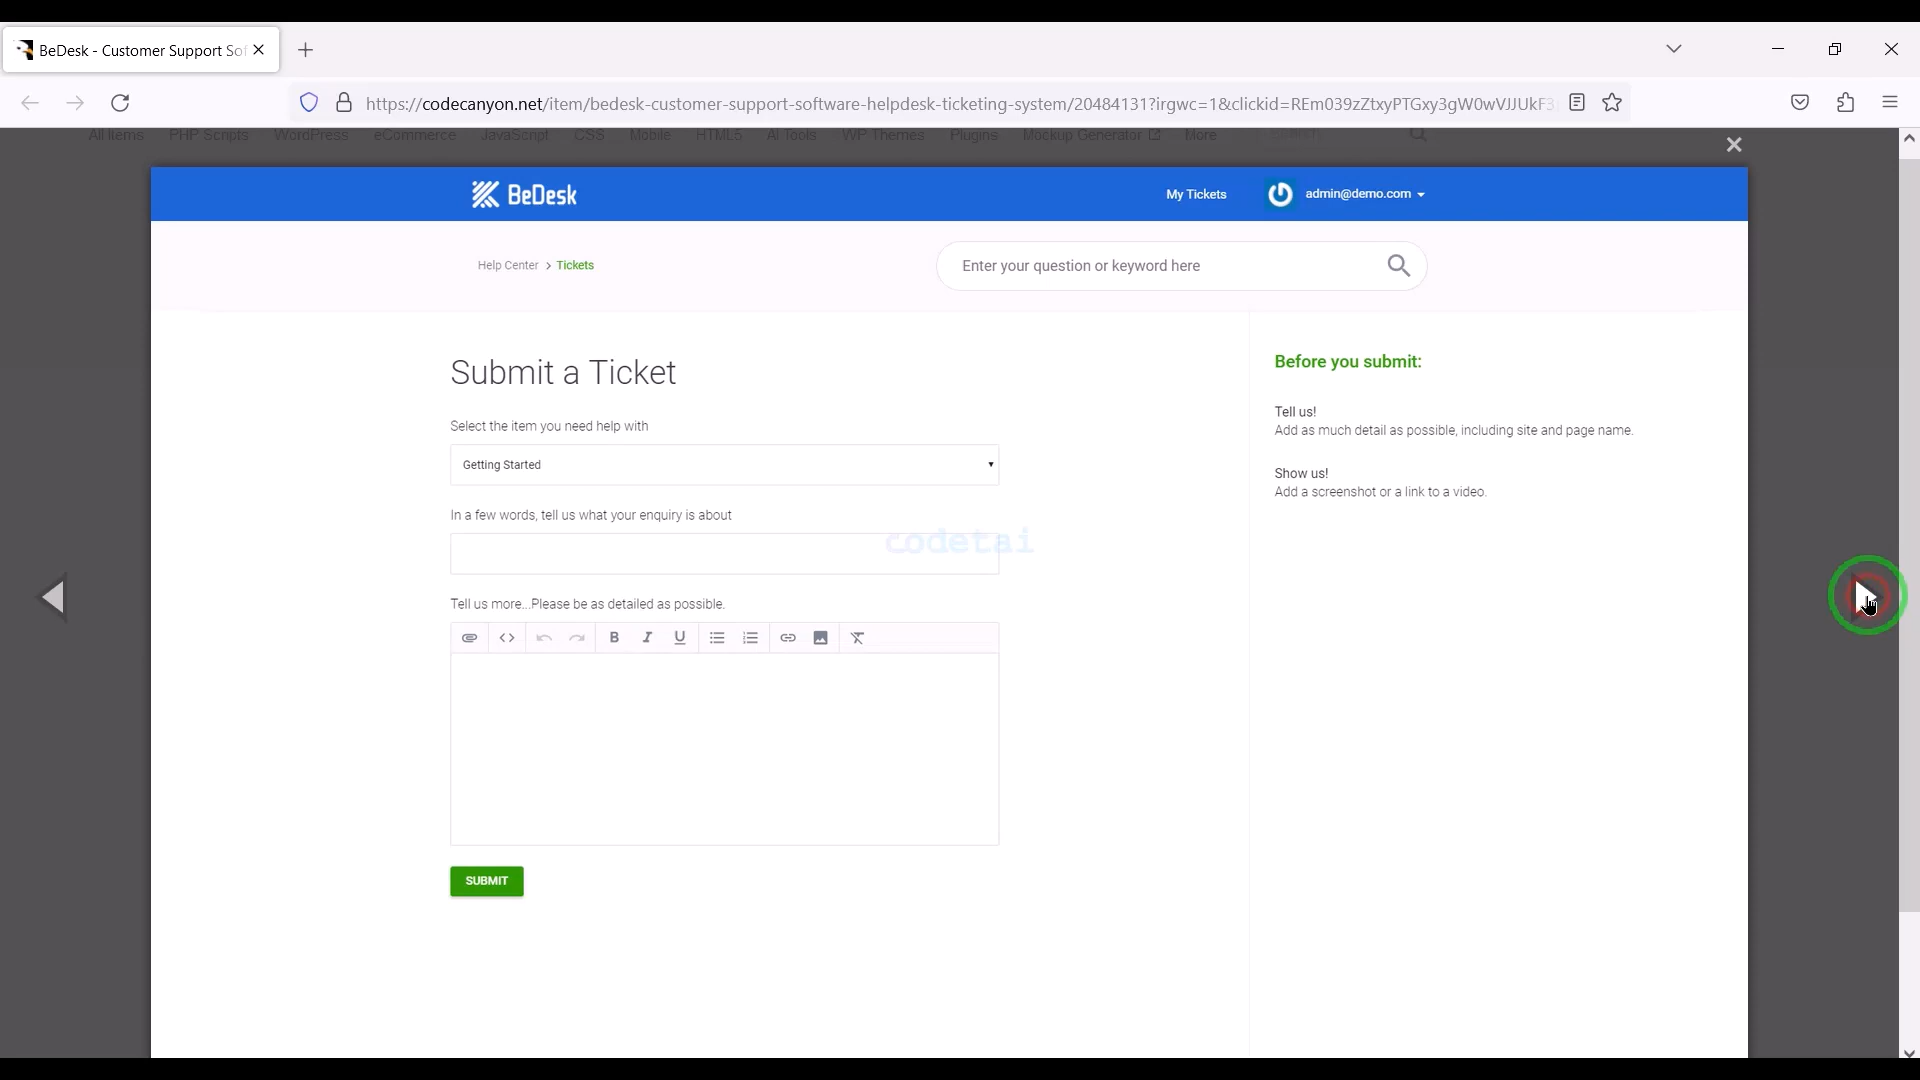 BeDesk - Customer Support Sof
https://codecanyon.net/item/bedesk-customer-support-software-helpdesk-ticketing-system/20484131?irgwc=1&clickid=REm039zZtxyPTGxy3gW0wVJJUkF3
All Items PHP Scripts WordPress eCommerce JavaScript CSS Mobile HTML5 AI Tools WP Themes Plugins Mockup Generator More
BeDesk My Tickets admin@demo.com
Help Center > Tickets Enter your question or keyword here
Submit a Ticket
Select the item you need help with
Getting Started
In a few words, tell us what your enquiry is about
codetai
Tell us more...Please be as detailed as possible.
SUBMIT
Before you submit:
Tell us!
Add as much detail as possible, including site and page name.
Show us!
Add a screenshot or a link to a video.